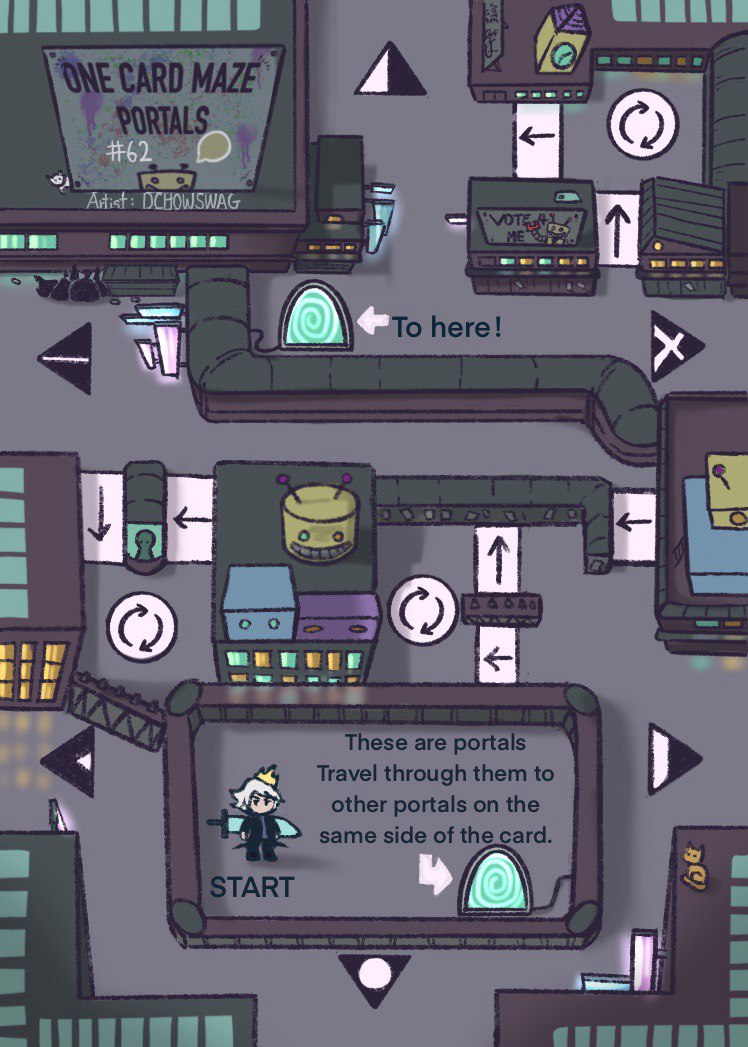 ONE CARD MAZE
PORTALS
#62
Artist: DCHOWSWAG
VOTE 4
ME
To here!
These are portals
Travel through them to
other portals on the
same side of the card.
START